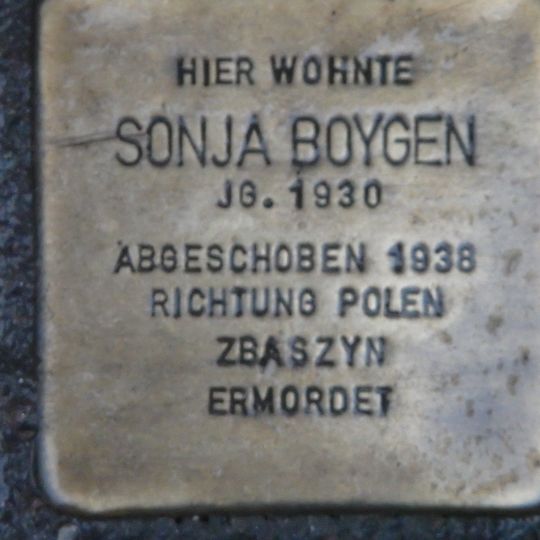 HIER WOHNTE
SONJA BOYGEN
JG. 1930
ABGESCHOBEN 1938
RICHTUNG POLEN
ZBASZYN
ERMORDET